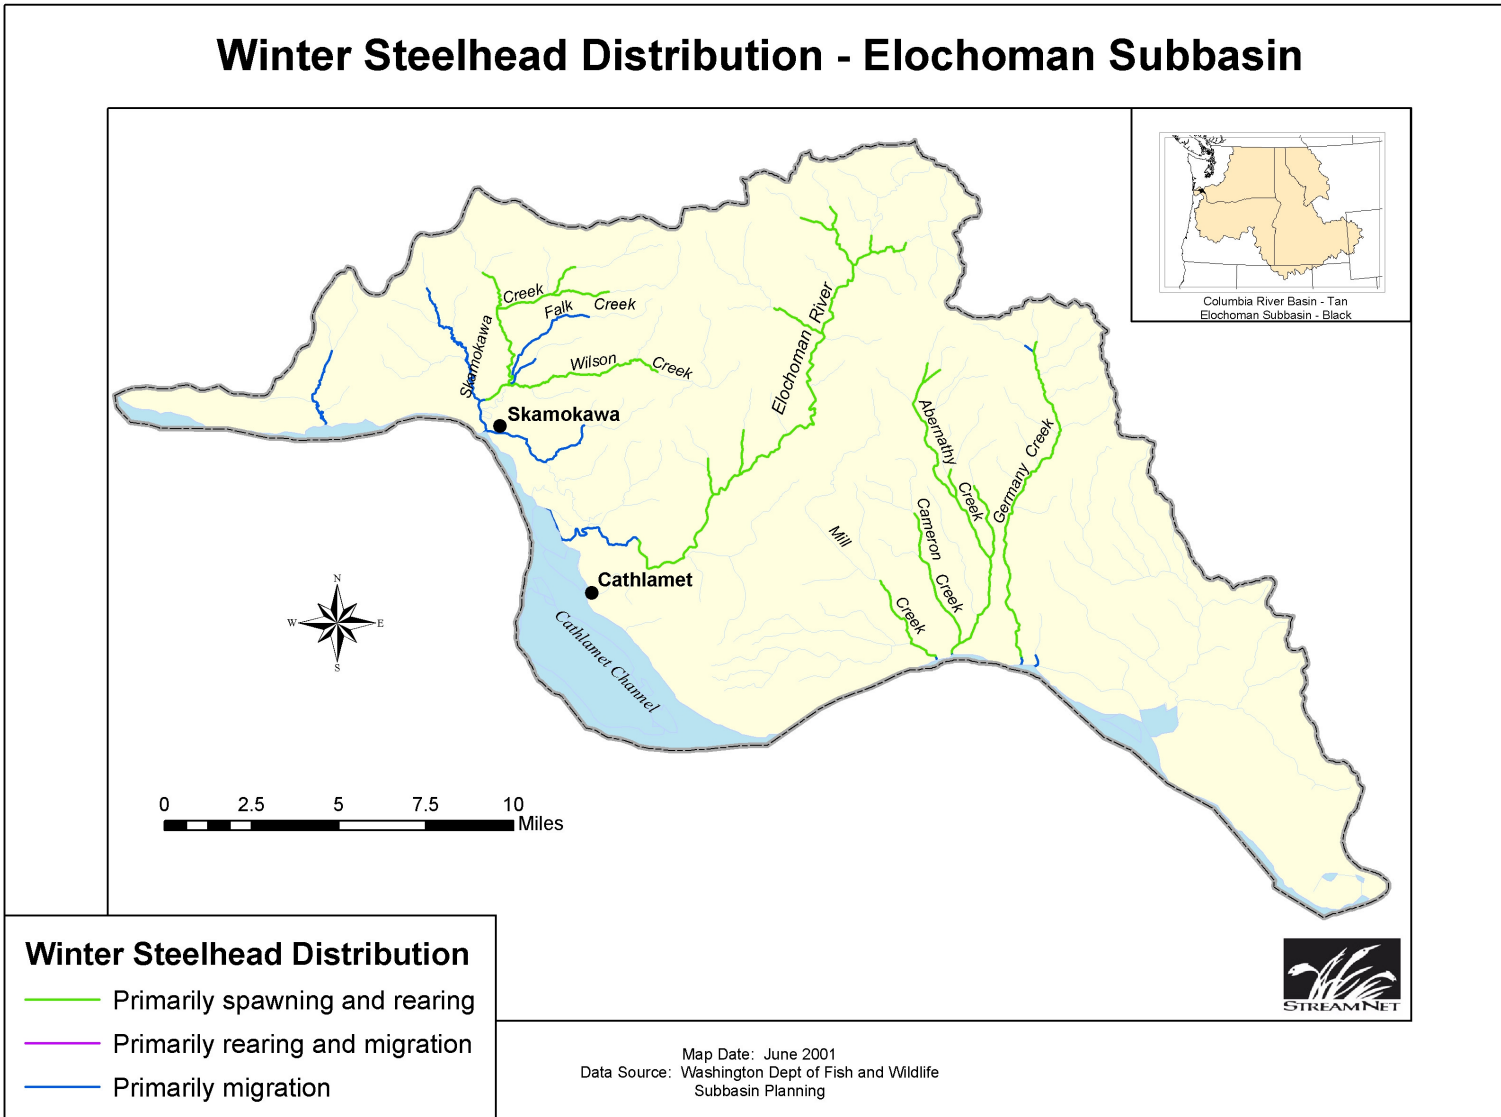 Winter Steelhead Distribution - Elochoman Subbasin
Columbia River Basin - Tan
Elochoman Subbasin - Black
Creek
Falk Creek
Skamokawa
Wilson Creek
Skamokawa
Elochoman River
Abernathy Creek
Germany Creek
Cameron Creek
Mill Creek
Cathlamet
Cathlamet Channel
N
W E
S
0 2.5 5 7.5 10
Miles
Winter Steelhead Distribution
Primarily spawning and rearing
Primarily rearing and migration
Primarily migration
STREAMNET
Map Date: June 2001
Data Source: Washington Dept of Fish and Wildlife
Subbasin Planning